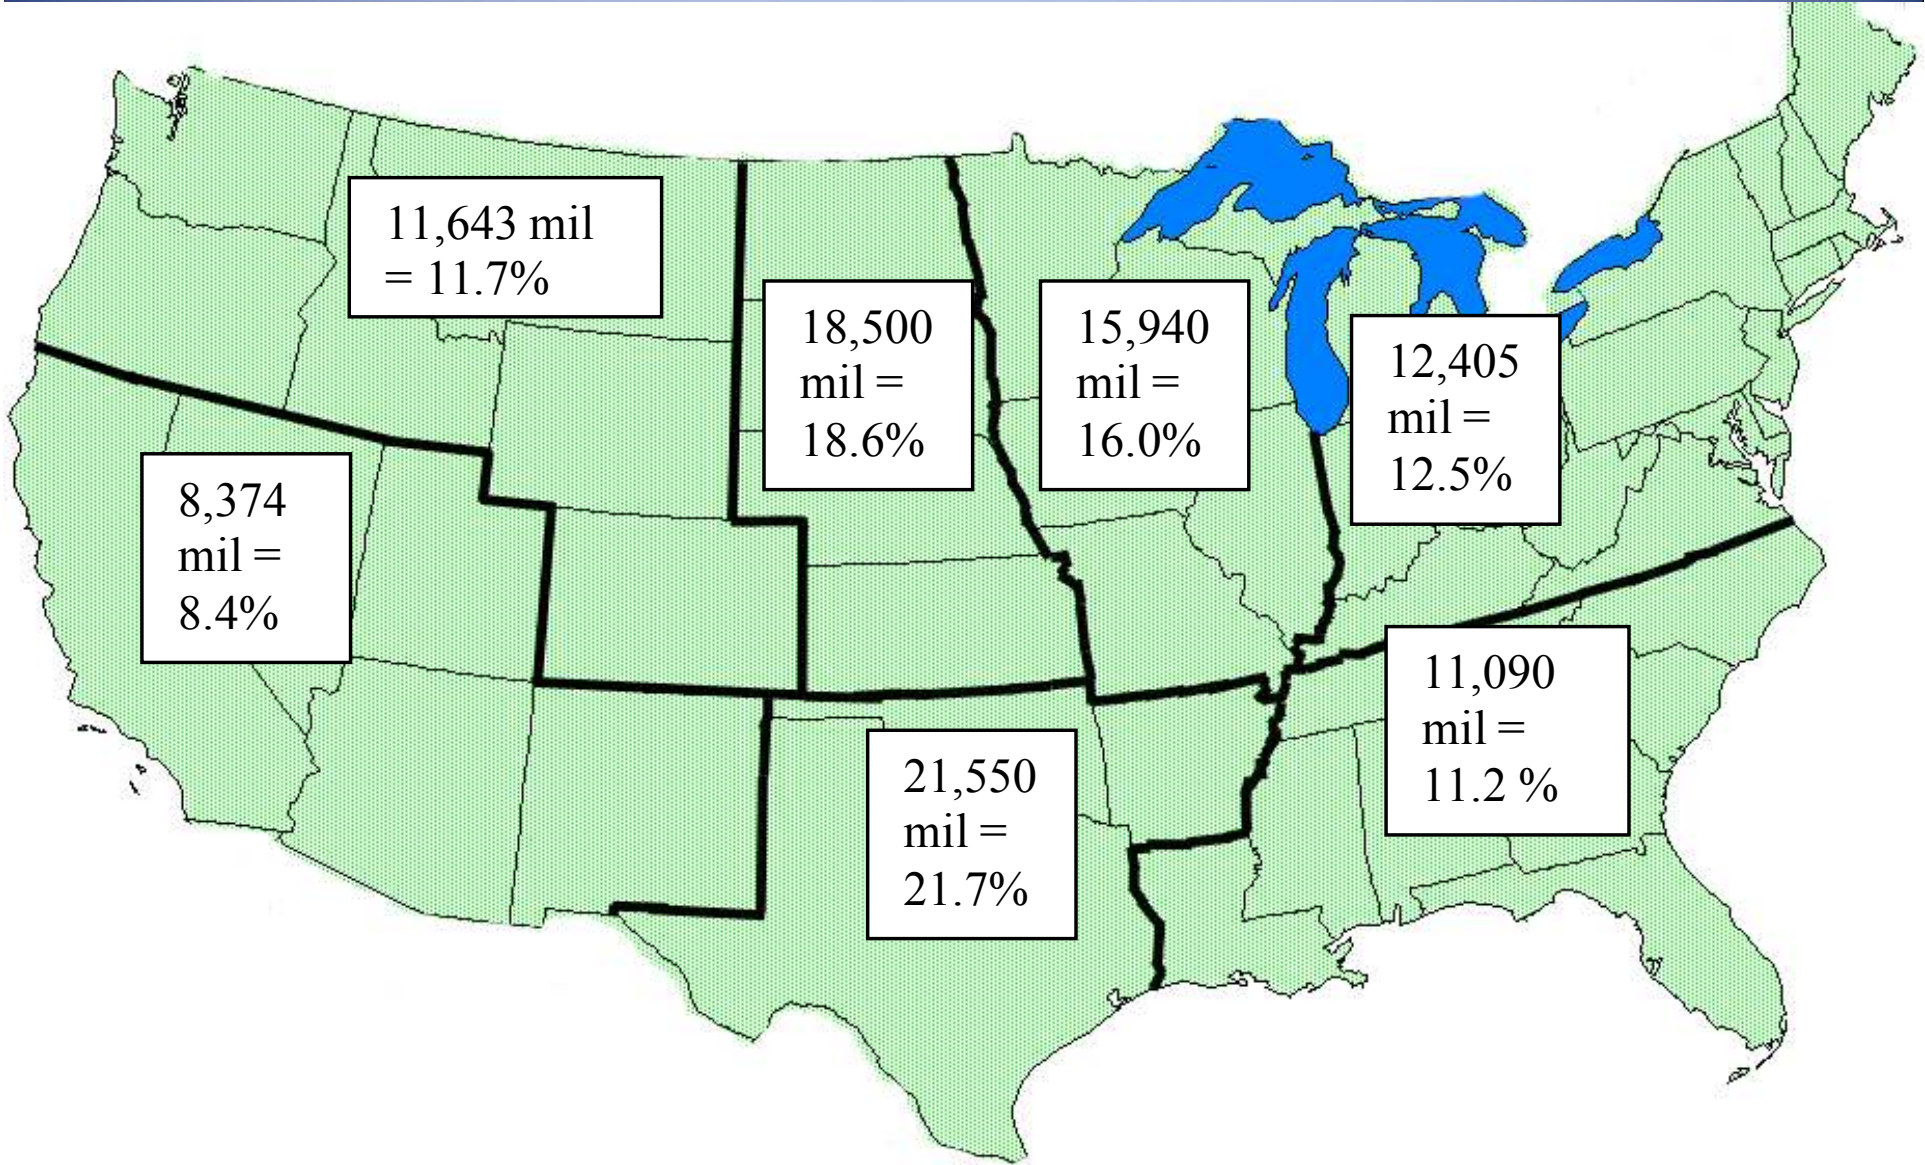 11,643 mil
= 11.7%
18,500
mil =
18.6%
15,940
mil =
16.0%
12,405
mil =
12.5%
8,374
mil =
8.4%
11,090
mil =
11.2 %
21,550
mil =
21.7%